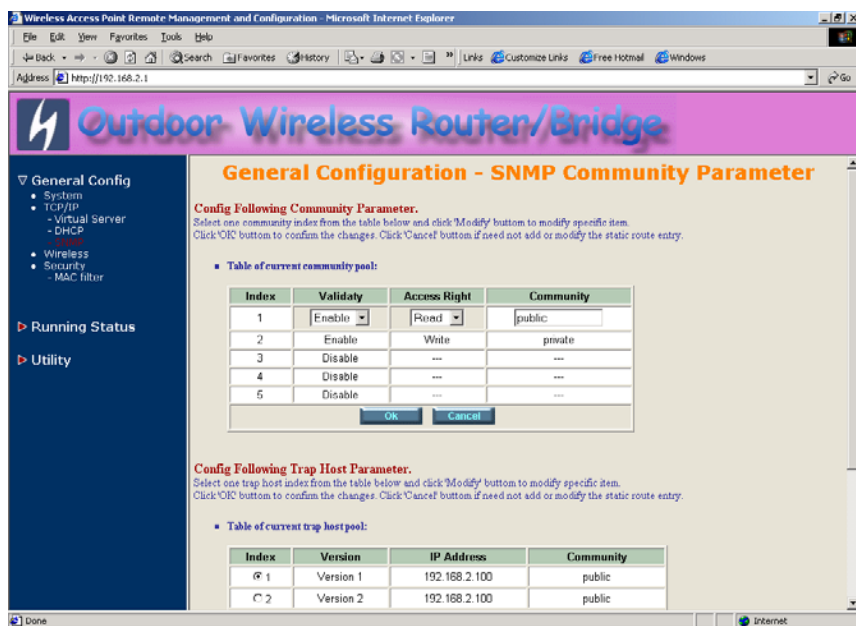 Wireless Access Point Remote Management and Configuration - Microsoft Internet Explorer
File Edit View Favorites Tools Help
Back Search Favorites History » Links Customize Links Free Hotmail Windows
Address http://192.168.2.1 Go
Outdoor Wireless Router/Bridge
General Config
System
TCP/IP
- Virtual Server
- DHCP
- SNMP
Wireless
Security
- MAC filter
Running Status
Utility
General Configuration - SNMP Community Parameter
Config Following Community Parameter.
Select one community index from the table below and click 'Modify' buttom to modify specific item.
Click 'OK' buttom to confirm the changes. Click 'Cancel' buttom if need not add or modify the static route entry.
Table of current community pool:
Index Validaty Access Right Community
1 Enable Read public
2 Enable Write private
3 Disable --- ---
4 Disable --- ---
5 Disable --- ---
Ok Cancel
Config Following Trap Host Parameter.
Select one trap host index from the table below and click 'Modify' buttom to modify specific item.
Click 'OK' buttom to confirm the changes. Click 'Cancel' buttom if need not add or modify the static route entry.
Table of current trap host pool:
Index Version IP Address Community
1 Version 1 192.168.2.100 public
2 Version 2 192.168.2.100 public
Done Internet